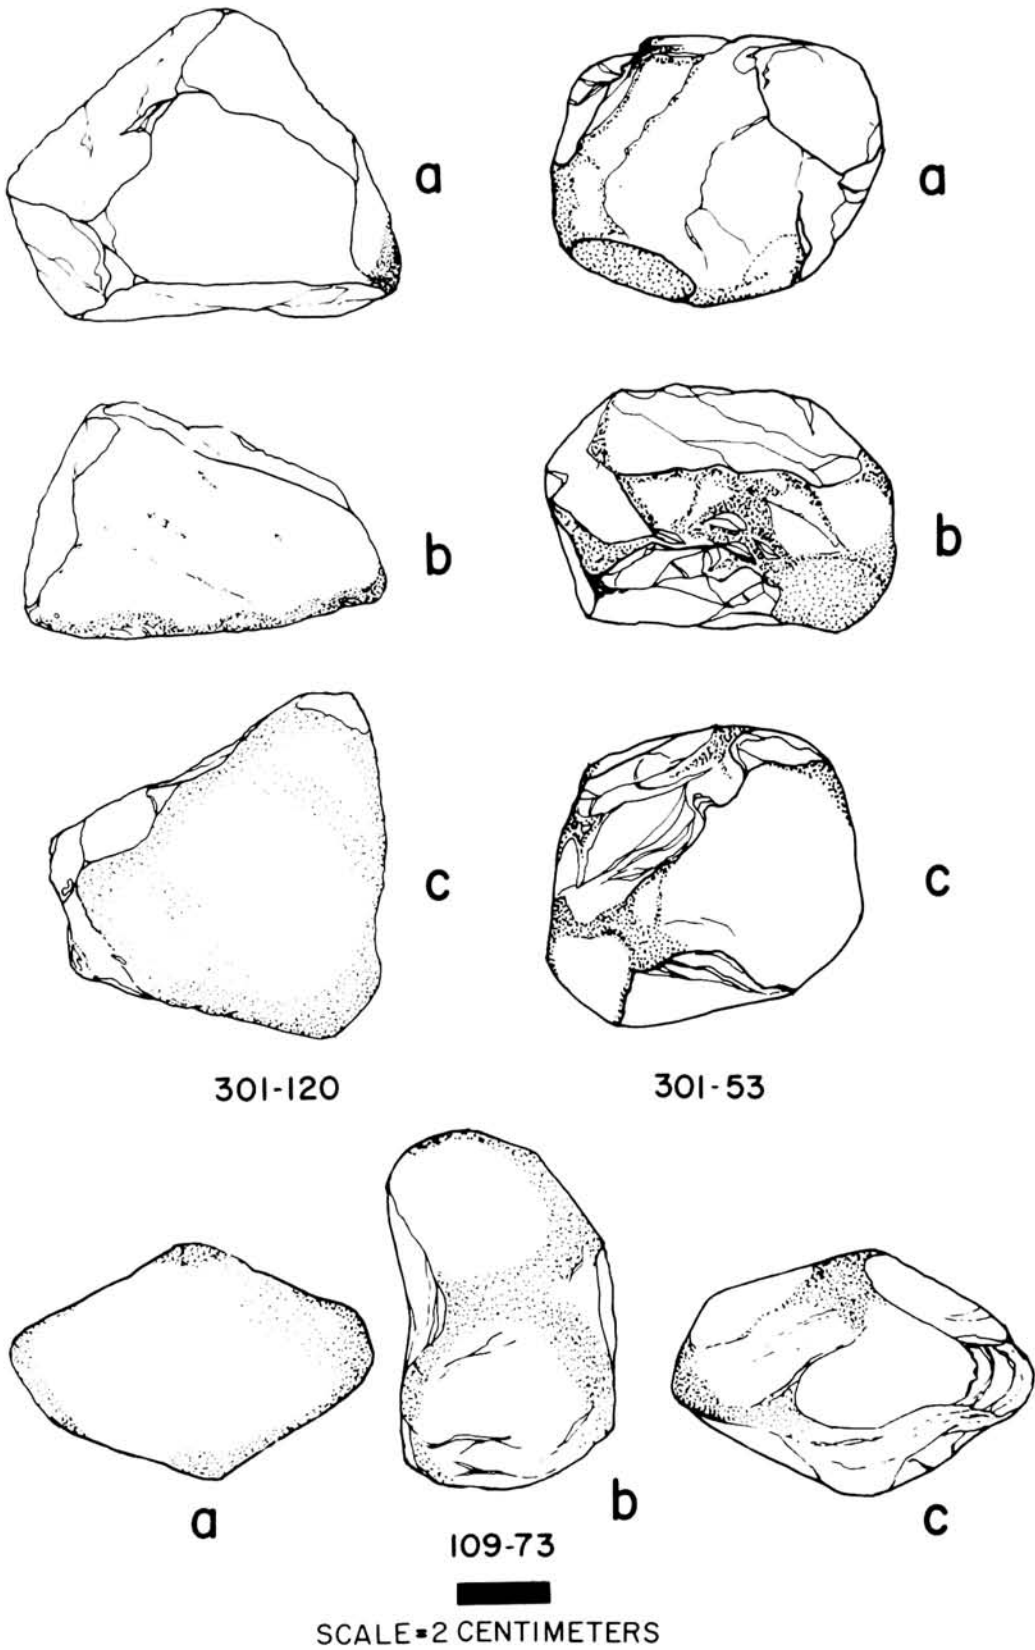 a a
b b
c c
301-120 301-53
a b c
109-73
SCALE=2 CENTIMETERS